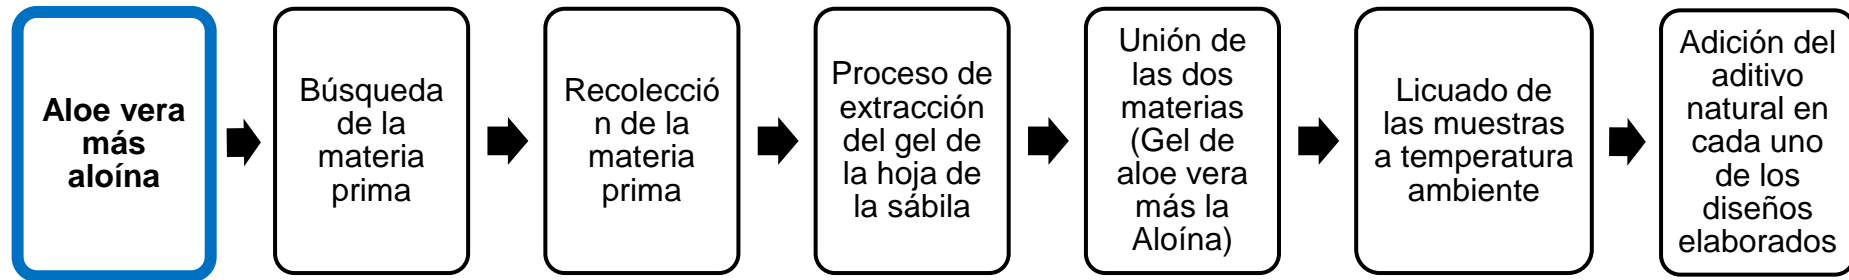 Aloe vera
más
aloína
Búsqueda
de la
materia
prima
Recolecció
n de la
materia
prima
Proceso de
extracción
del gel de
la hoja de
la sábila
Unión de
las dos
materias
(Gel de
aloe vera
más la
Aloína)
Licuado de
las muestras
a temperatura
ambiente
Adición del
aditivo
natural en
cada uno
de los
diseños
elaborados